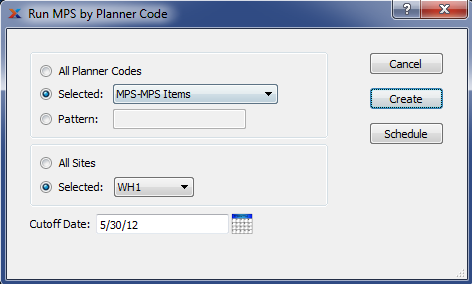 Run MPS by Planner Code
All Planner Codes
Selected: MPS-MPS Items
Pattern:
All Sites
Selected: WH1
Cutoff Date: 5/30/12
Cancel
Create
Schedule